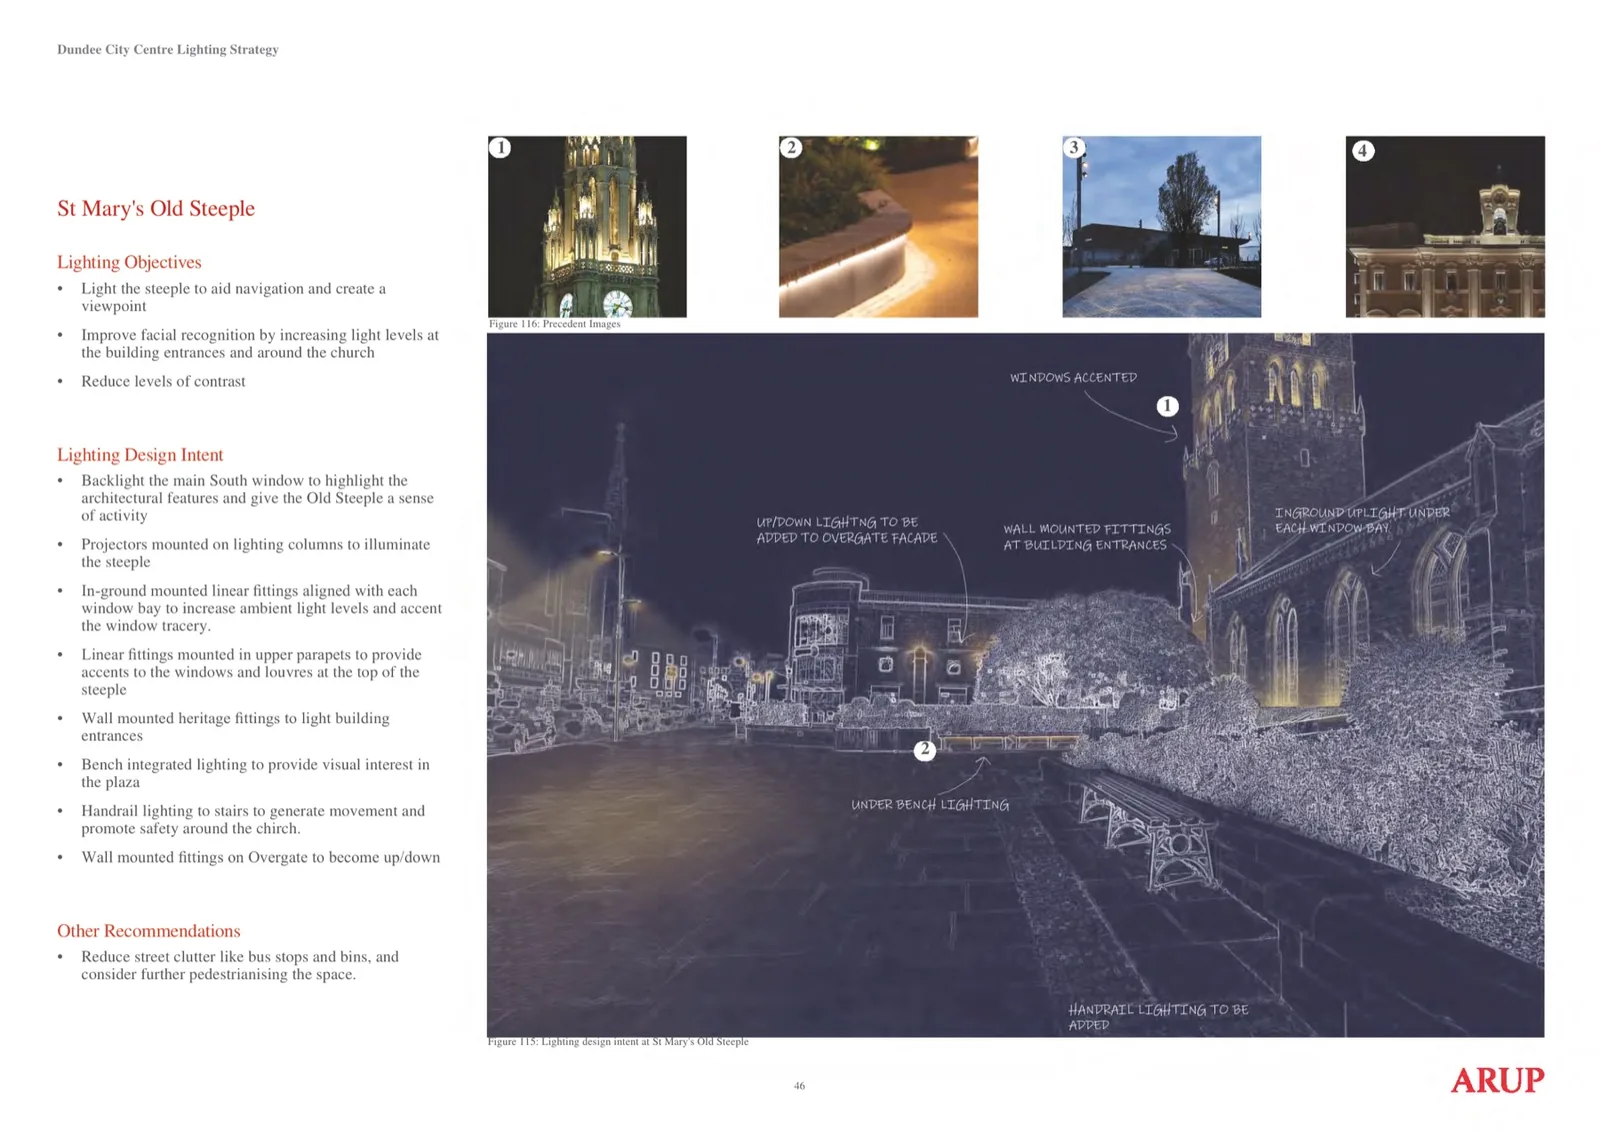 Dundee City Centre Lighting Strategy
St Mary's Old Steeple
Lighting Objectives
• Light the steeple to aid navigation and create a
viewpoint
• Improve facial recognition by increasing light levels at
the building entrances and around the church
• Reduce levels of contrast
Lighting Design Intent
• Backlight the main South window to highlight the
architectural features and give the Old Steeple a sense
of activity
• Projectors mounted on lighting columns to illuminate
the steeple
• In-ground mounted linear fittings aligned with each
window bay to increase ambient light levels and accent
the window tracery.
• Linear fittings mounted in upper parapets to provide
accents to the windows and louvres at the top of the
steeple
• Wall mounted heritage fittings to light building
entrances
• Bench integrated lighting to provide visual interest in
the plaza
• Handrail lighting to stairs to generate movement and
promote safety around the chirch.
• Wall mounted fittings on Overgate to become up/down
Other Recommendations
• Reduce street clutter like bus stops and bins, and
consider further pedestrianising the space.
1
2
3
4
Figure 116: Precedent Images
WINDOWS ACCENTED
1
UP/DOWN LIGHTNG TO BE
ADDED TO OVERGATE FACADE
WALL MOUNTED FITTINGS
AT BUILDING ENTRANCES
INGROUND UPLIGHT UNDER
EACH WINDOW BAY.
2
UNDER BENCH LIGHTING
HANDRAIL LIGHTING TO BE
ADDED
Figure 115: Lighting design intent at St Mary's Old Steeple
46
ARUP